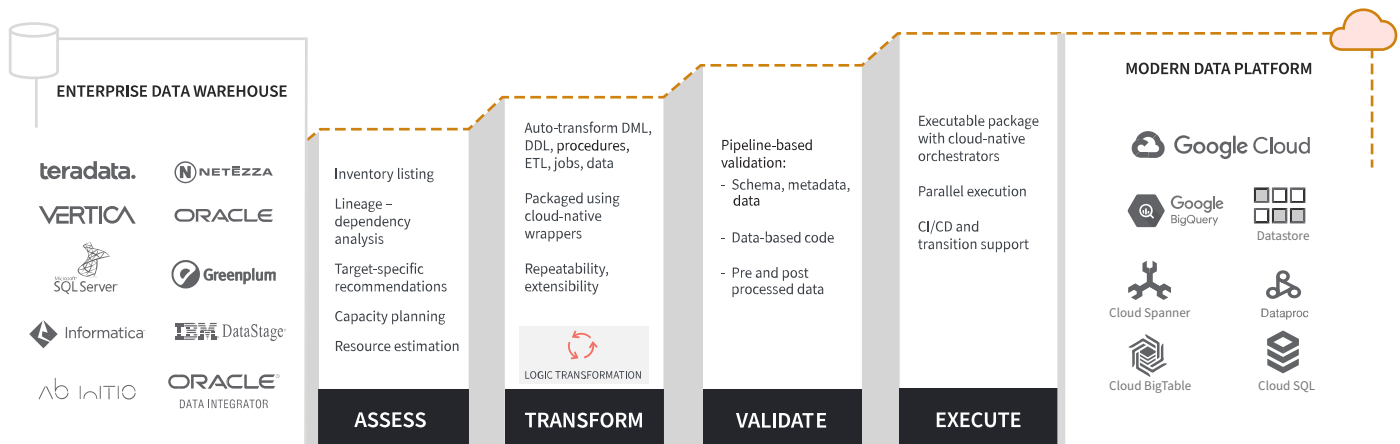 ENTERPRISE DATA WAREHOUSE
teradata.
NETEZZA
VERTICA
ORACLE
Microsoft
SQL Server
Greenplum
Informatica
IBM DataStage
Ab InITIO
ORACLE
DATA INTEGRATOR
Inventory listing
Lineage –
dependency
analysis
Target-specific
recommendations
Capacity planning
Resource estimation
ASSESS
Auto-transform DML,
DDL, procedures,
ETL, jobs, data
Packaged using
cloud-native
wrappers
Repeatability,
extensibility
LOGIC TRANSFORMATION
TRANSFORM
Pipeline-based
validation:
- Schema, metadata,
data
- Data-based code
- Pre and post
processed data
VALIDATE
Executable package
with cloud-native
orchestrators
Parallel execution
CI/CD and
transition support
EXECUTE
MODERN DATA PLATFORM
Google Cloud
Google
BigQuery
Datastore
Cloud Spanner
Dataproc
Cloud BigTable
Cloud SQL